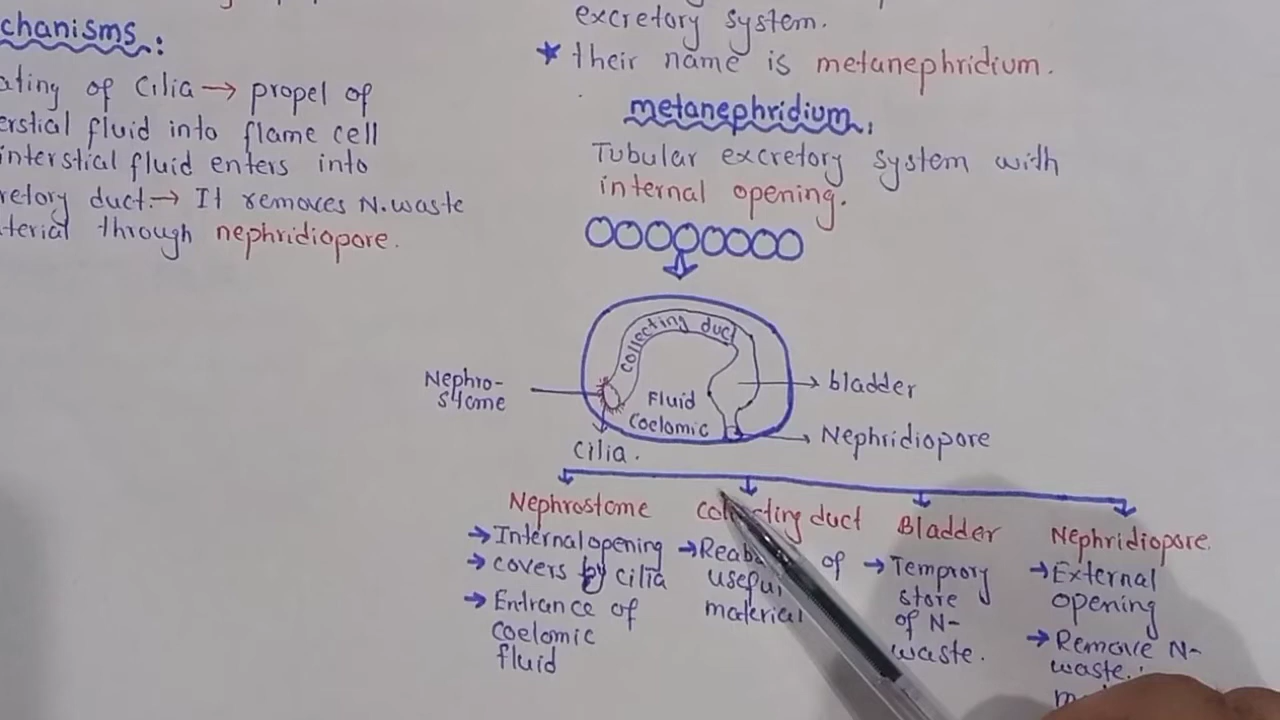 chanisms.:
ating of Cilia → propel of
erstial fluid into flame cell
interstial fluid enters into
retory duct → It removes N.waste
terial through nephridiopore.
excretory system.
★ their name is metanephridium.
metanephridium.
Tubular excretory system with
internal opening.
collecting duct
Nephro-
stome
Fluid
Coelomic
bladder
Nephridiopore
Cilia.
Nephrostome
→ Internal opening
→ covers by cilia
→ Entrance of
coelomic
fluid
duct
→ of
material
Bladder
→ Temprory
store
of N-
waste.
Nephridiopore.
→ External
opening
→ Remove N-
waste.